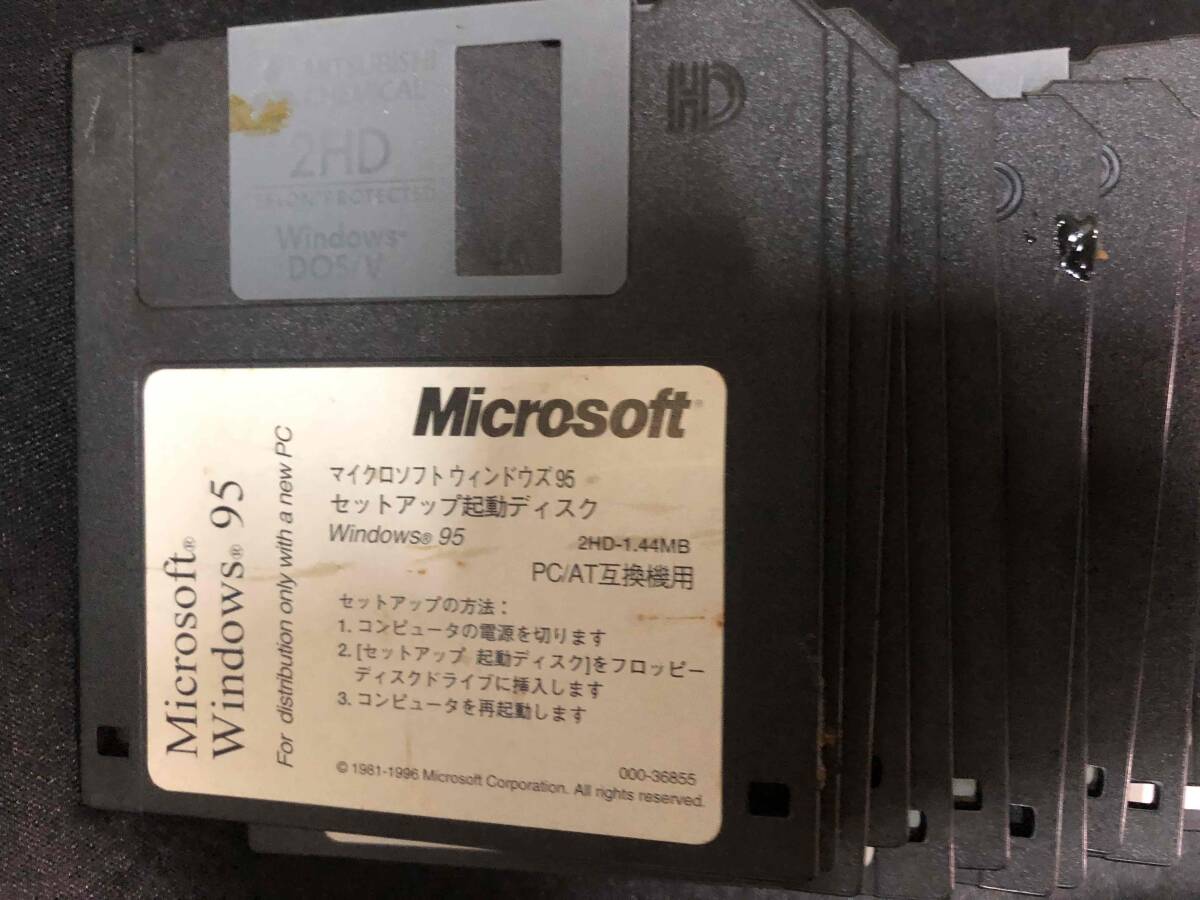 MITSUBISHI
CHEMICAL
2HD
TEFLON PROTECTED
Windows-
DOS/V
HD
Microsoft®
Windows® 95
For distribution only with a new PC
Microsoft
マイクロソフト ウィンドウズ 95
セットアップ起動ディスク
Windows® 95
2HD-1.44MB
PC/AT互換機用
セットアップの方法：
1. コンピュータの電源を切ります
2. [セットアップ 起動ディスク]をフロッピー
ディスクドライブに挿入します
3. コンピュータを再起動します
000-36855
© 1981-1996 Microsoft Corporation. All rights reserved.